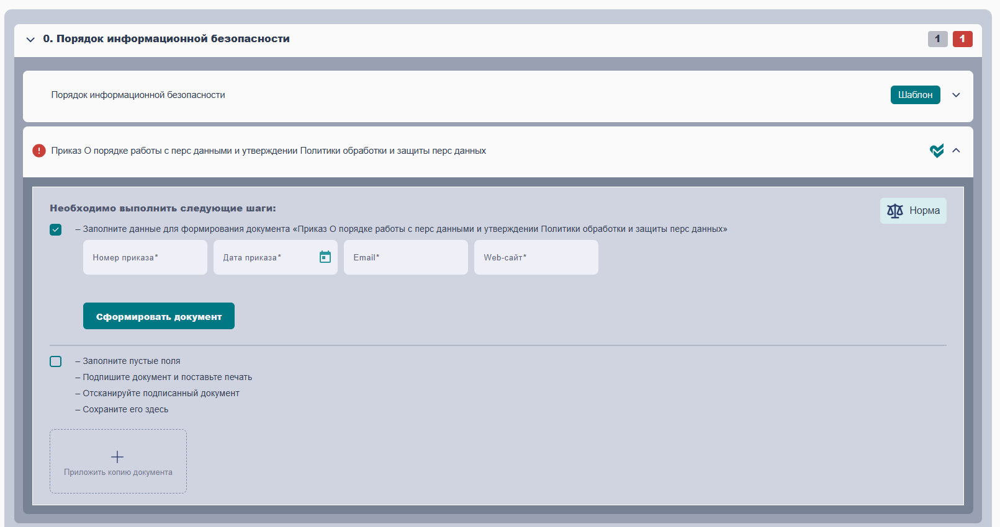 0. Порядок информационной безопасности
1 1
Порядок информационной безопасности
Шаблон
Приказ О порядке работы с перс данными и утверждении Политики обработки и защиты перс данных
Необходимо выполнить следующие шаги:
Норма
– Заполните данные для формирования документа «Приказ О порядке работы с перс данными и утверждении Политики обработки и защиты перс данных»
Номер приказа* Дата приказа* Email* Web-сайт*
Сформировать документ
– Заполните пустые поля
– Подпишите документ и поставьте печать
– Отсканируйте подписанный документ
– Сохраните его здесь
Приложить копию документа